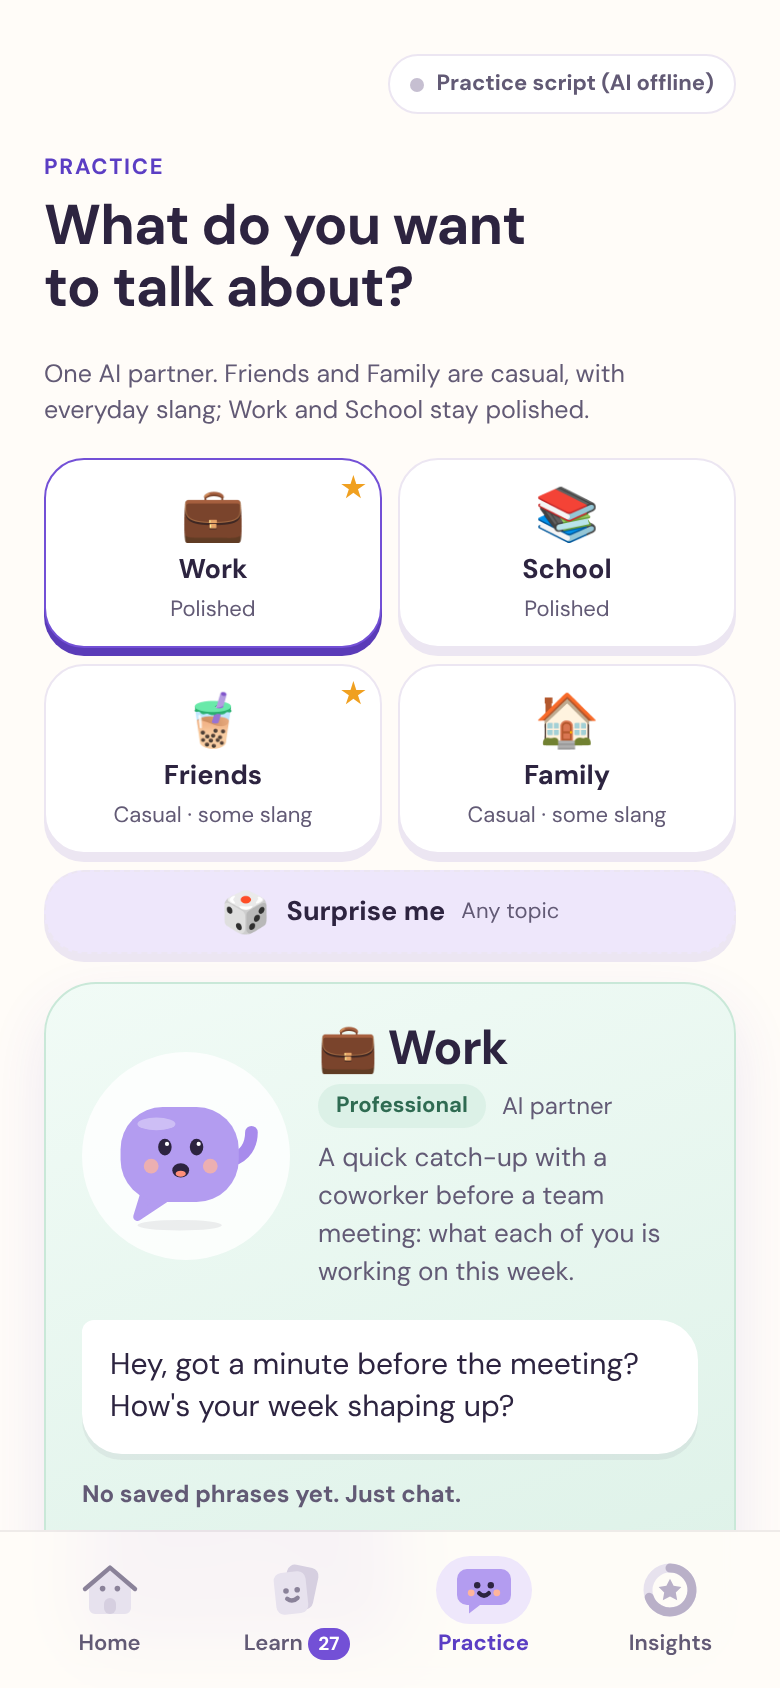 Practice script (AI offline)
PRACTICE
What do you want
to talk about?
One AI partner. Friends and Family are casual, with
everyday slang; Work and School stay polished.
Work
Polished
School
Polished
Friends
Casual · some slang
Family
Casual · some slang
Surprise me Any topic
Work
Professional AI partner
A quick catch-up with a
coworker before a team
meeting: what each of you is
working on this week.
Hey, got a minute before the meeting?
How's your week shaping up?
No saved phrases yet. Just chat.
Home
Learn 27
Practice
Insights